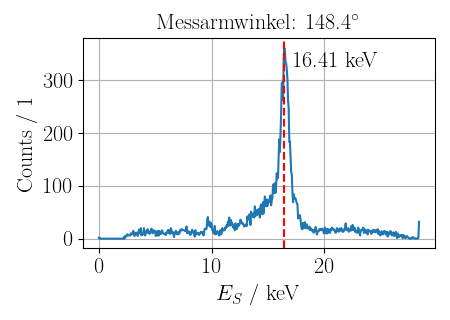 Messarmwinkel: 148.4°
16.41 keV
Counts / 1
300
200
100
0
0 10 20
E_S / keV